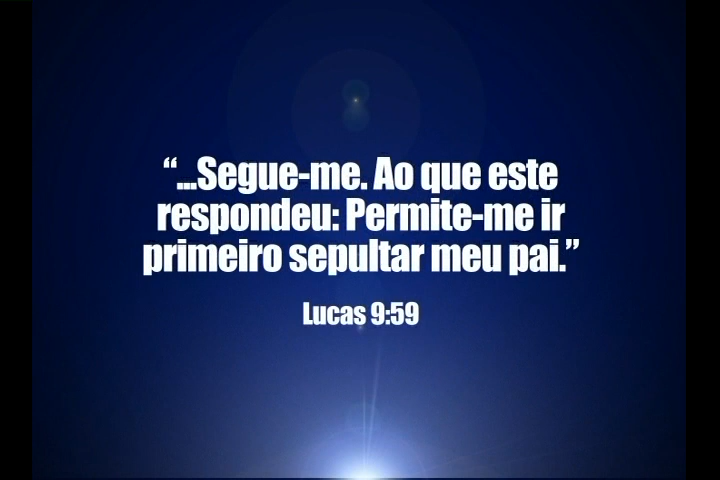 “...Segue-me. Ao que este
respondeu: Permite-me ir
primeiro sepultar meu pai.”
Lucas 9:59